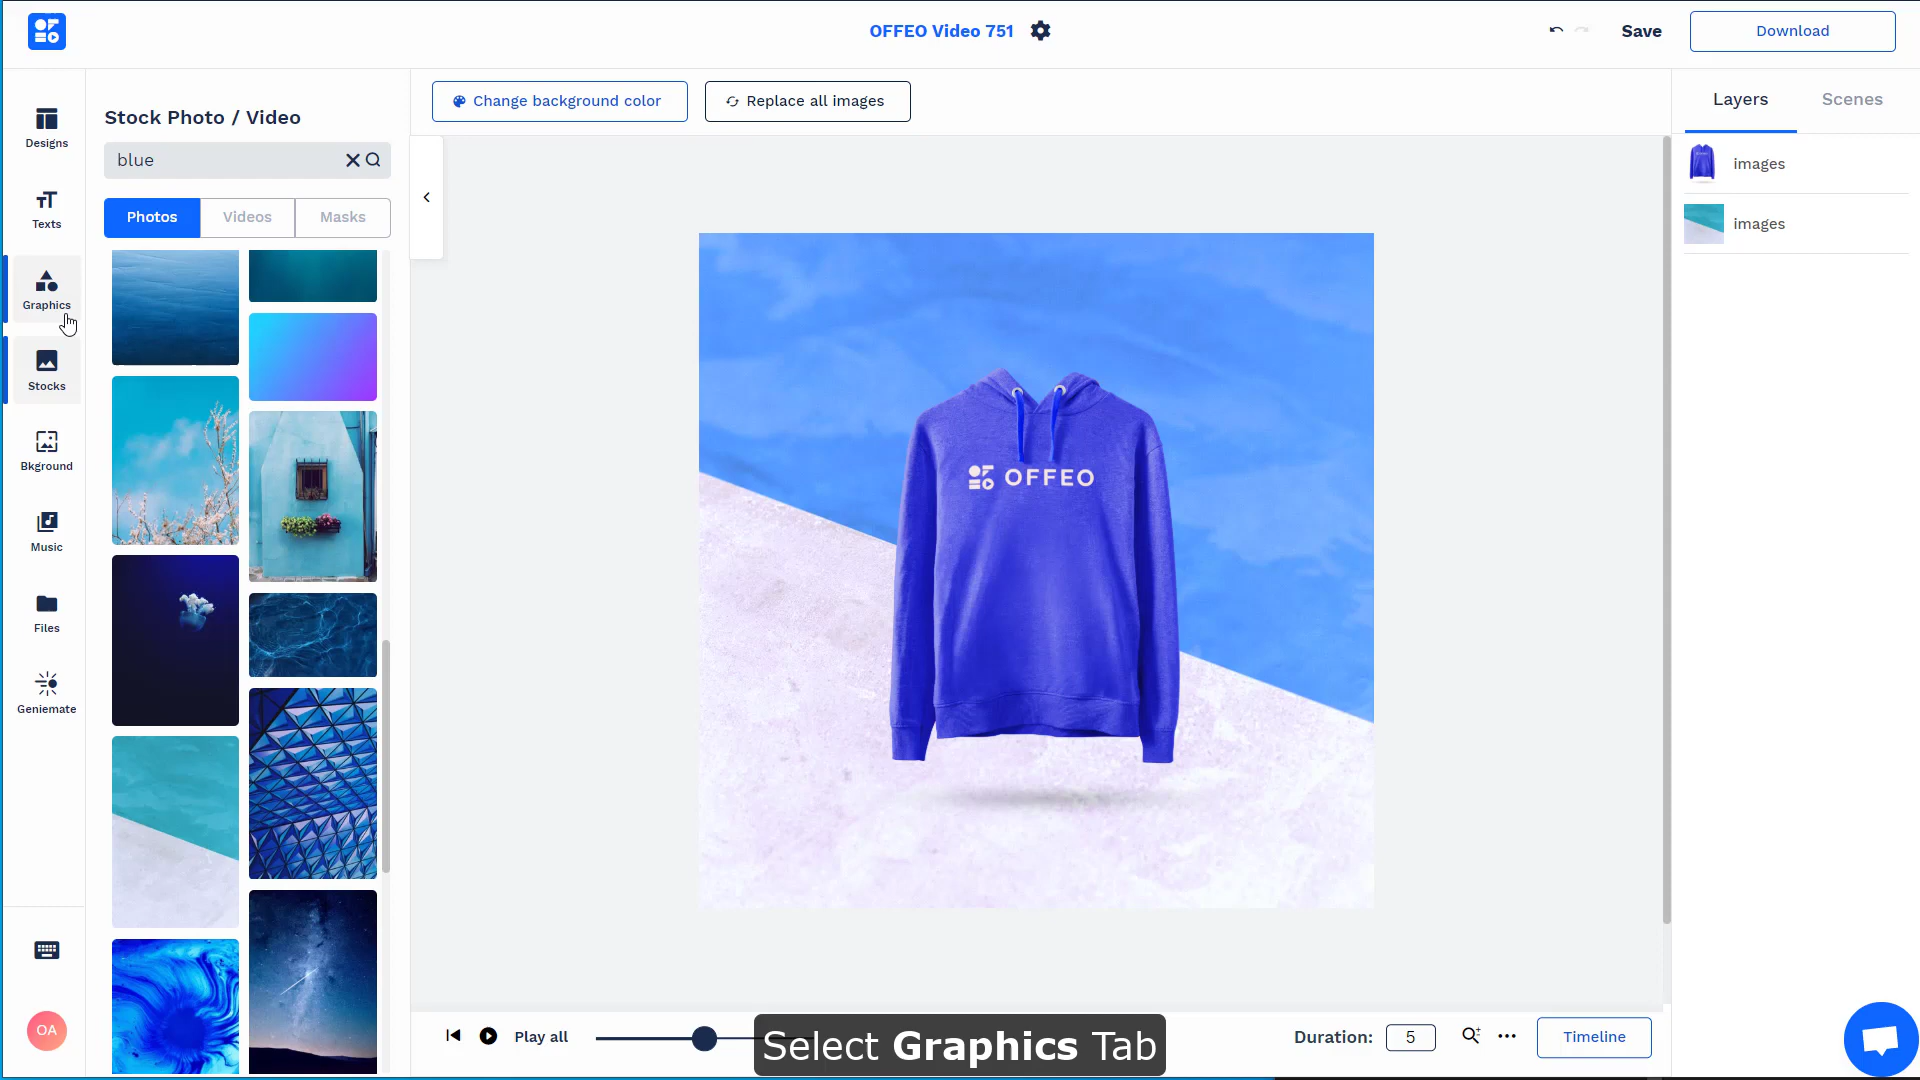 OFFEO Video 751
Save
Download
Designs
Texts
Graphics
Stocks
Bkground
Music
Files
Geniemate
OA
Stock Photo / Video
blue
Photos
Videos
Masks
Change background color
Replace all images
OFFEO
Layers
Scenes
images
images
Play all
Select Graphics Tab
Duration:
5
Timeline